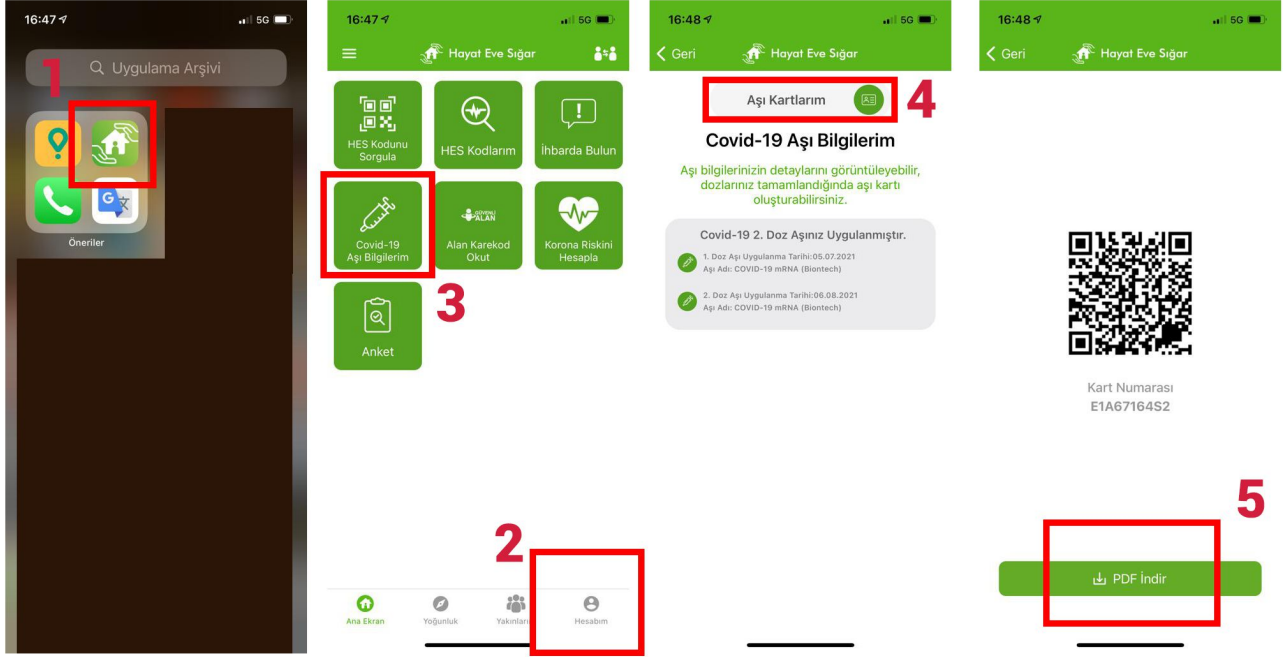 16:47
5G
1
Uygulama Arşivi
G
Öneriler
16:47
5G
Hayat Eve Sığar
HES Kodunu
Sorgula
HES Kodlarım
İhbarda Bulun
Covid-19
Aşı Bilgilerim
GÜVENLİ
ALAN
Alan Karekod
Okut
Korona Riskini
Hesapla
3
Anket
2
Ana Ekran
Yoğunluk
Yakınları
Hesabım
16:48
5G
Geri
Hayat Eve Sığar
Aşı Kartlarım
4
Covid-19 Aşı Bilgilerim
Aşı bilgilerinizin detaylarını görüntüleyebilir,
dozlarınız tamamlandığında aşı kartı
oluşturabilirsiniz.
Covid-19 2. Doz Aşınız Uygulanmıştır.
1. Doz Aşı Uygulanma Tarihi:05.07.2021
Aşı Adı: COVID-19 mRNA (Biontech)
2. Doz Aşı Uygulanma Tarihi:06.08.2021
Aşı Adı: COVID-19 mRNA (Biontech)
16:48
5G
Geri
Hayat Eve Sığar
Kart Numarası
E1A67164S2
5
PDF İndir